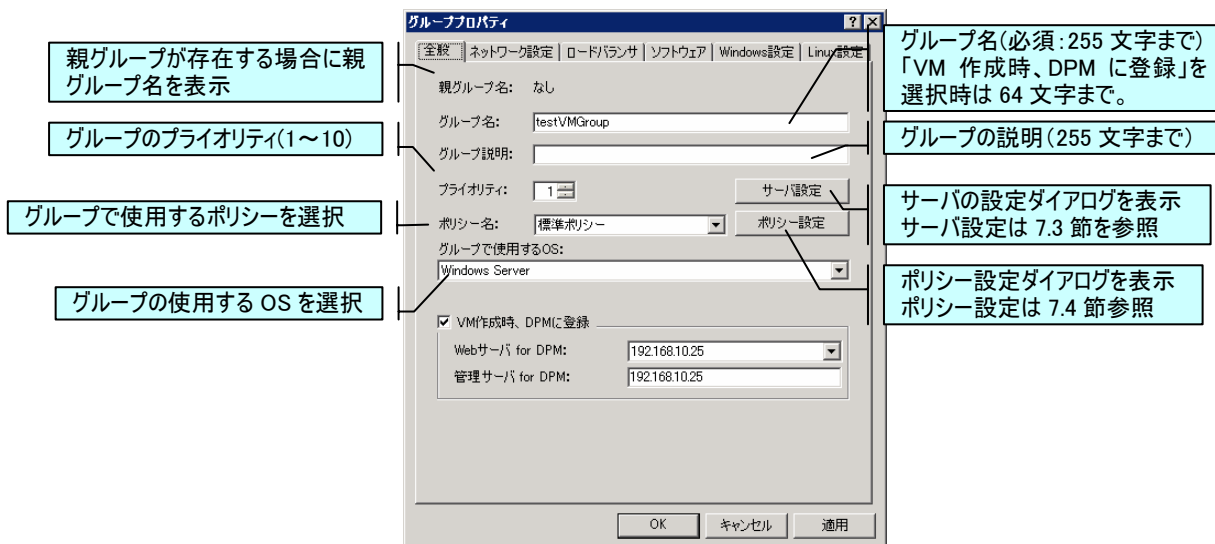 グループプロパティ
全般 ネットワーク設定 ロードバランサ ソフトウェア Windows設定 Linux設定
親グループが存在する場合に親
グループ名を表示
グループのプライオリティ(1～10)
グループで使用するポリシーを選択
グループの使用する OS を選択
親グループ名: なし
グループ名: testVMGroup
グループ説明:
プライオリティ: 1 サーバ設定
ポリシー名: 標準ポリシー ポリシー設定
グループで使用するOS:
Windows Server
VM作成時、DPMに登録
Webサーバ for DPM: 192.168.10.25
管理サーバ for DPM: 192.168.10.25
OK キャンセル 適用
グループ名(必須:255 文字まで)
「VM 作成時、DPM に登録」を
選択時は 64 文字まで。
グループの説明(255 文字まで)
サーバの設定ダイアログを表示
サーバ設定は 7.3 節を参照
ポリシー設定ダイアログを表示
ポリシー設定は 7.4 節参照